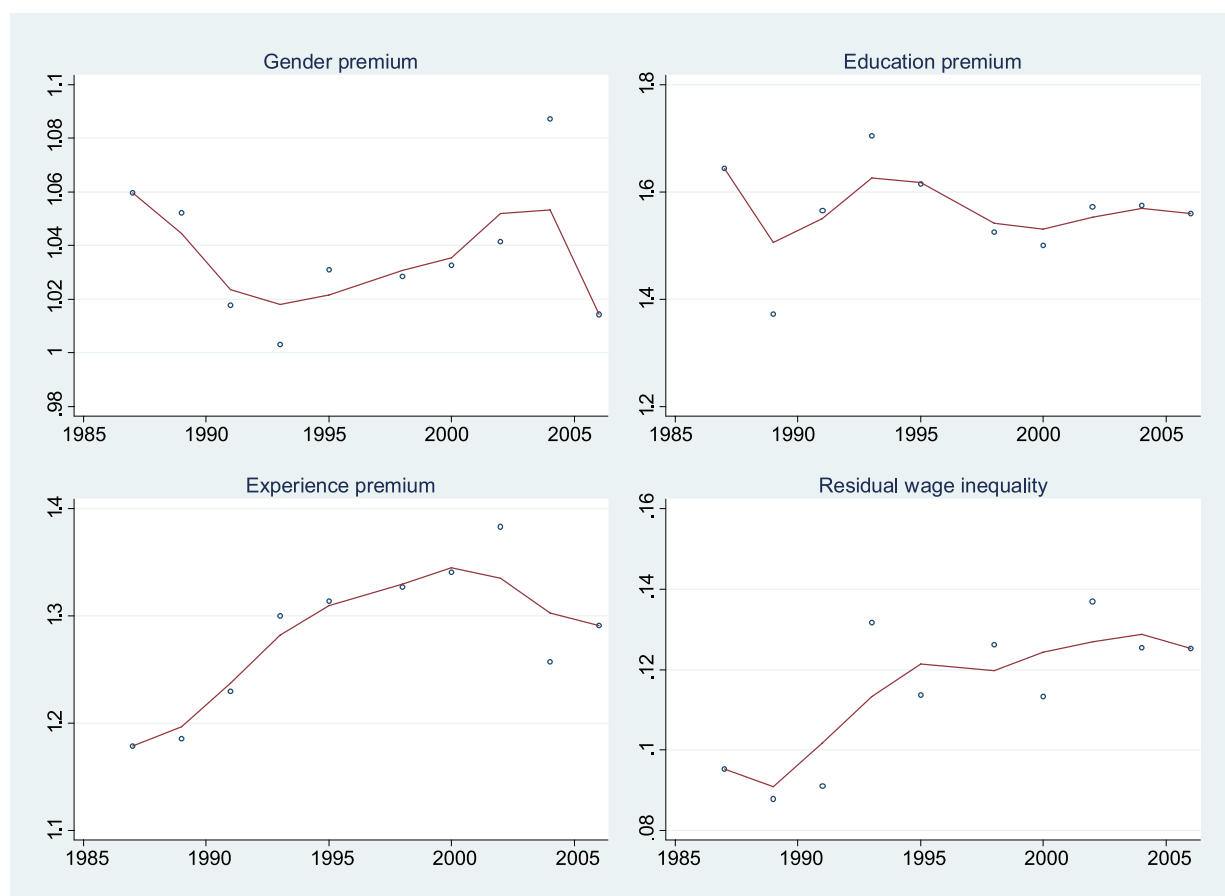 Gender premium
1.1
1.08
1.06
1.04
1.02
1
.98
1985 1990 1995 2000 2005
Education premium
1.8
1.6
1.4
1.2
1985 1990 1995 2000 2005
Experience premium
1.4
1.3
1.2
1.1
1985 1990 1995 2000 2005
Residual wage inequality
.16
.14
.12
.1
.08
1985 1990 1995 2000 2005